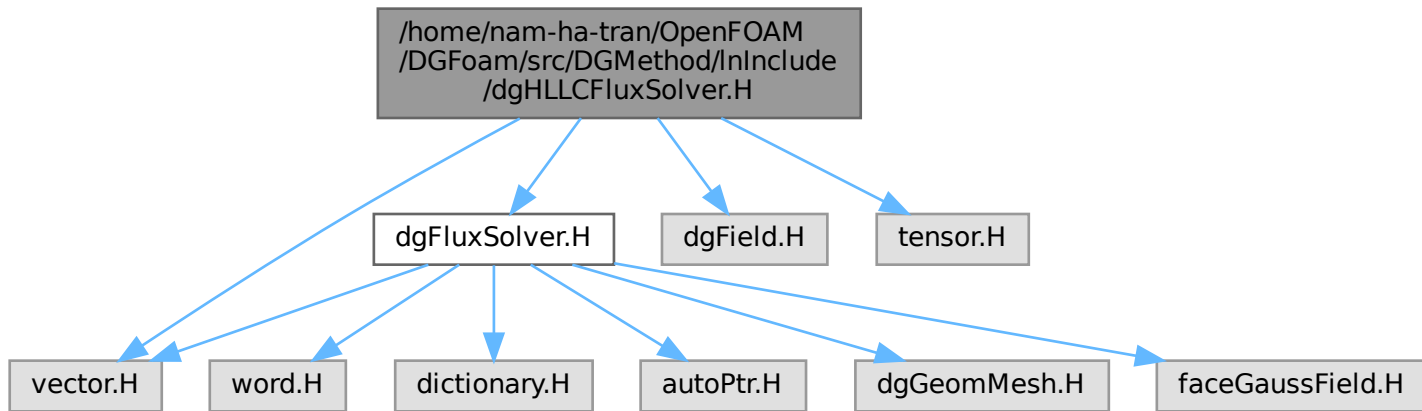 /home/nam-ha-tran/OpenFOAM
/DGFoam/src/DGMethod/lnInclude
/dgHLLCFluxSolver.H
dgFluxSolver.H
dgField.H
tensor.H
vector.H
word.H
dictionary.H
autoPtr.H
dgGeomMesh.H
faceGaussField.H